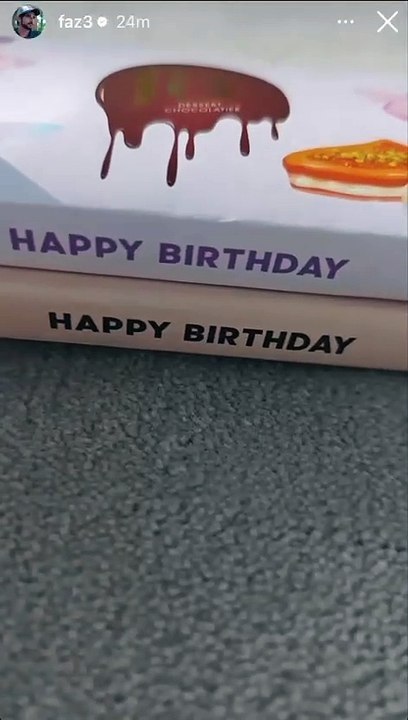 faz3 24m
DESSERT
CHOCOLATIER
HAPPY BIRTHDAY
HAPPY BIRTHDAY